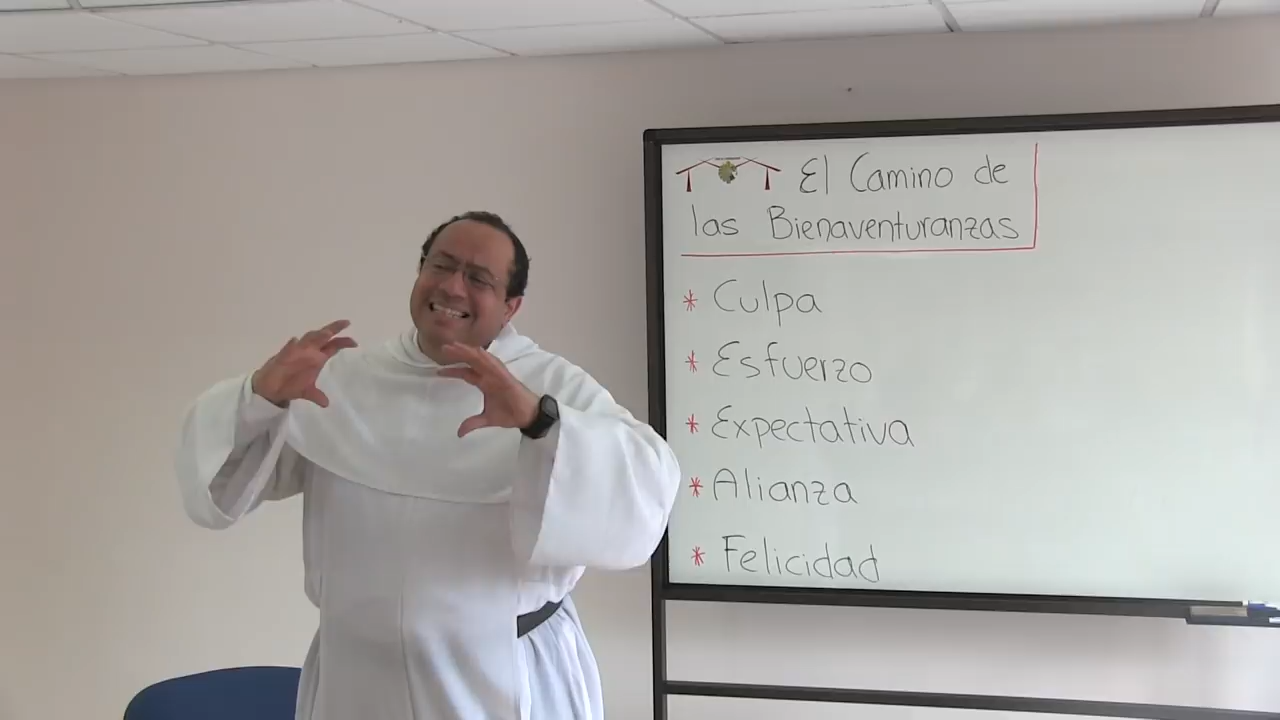 El Camino de
las Bienaventuranzas
* Culpa
* Esfuerzo
* Expectativa
* Alianza
* Felicidad